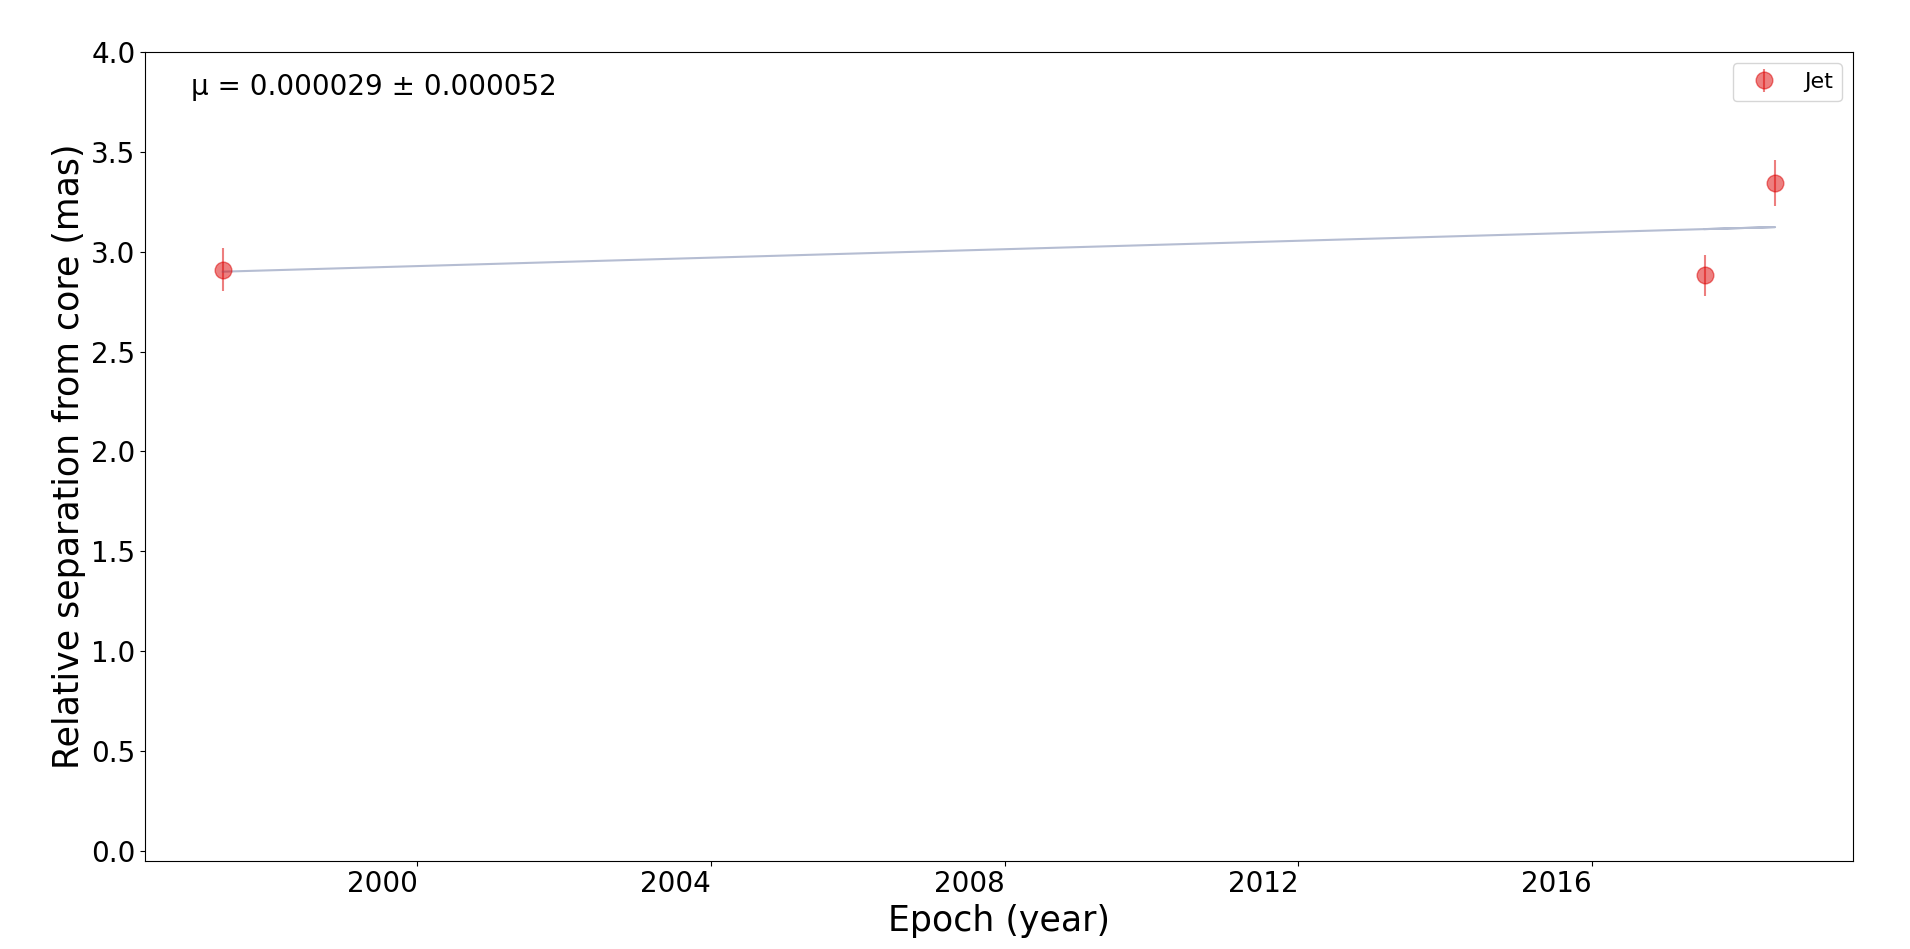 μ = 0.000029 ± 0.000052
Jet
Relative separation from core (mas)
4.0
3.5
3.0
2.5
2.0
1.5
1.0
0.5
0.0
2000 2004 2008 2012 2016
Epoch (year)